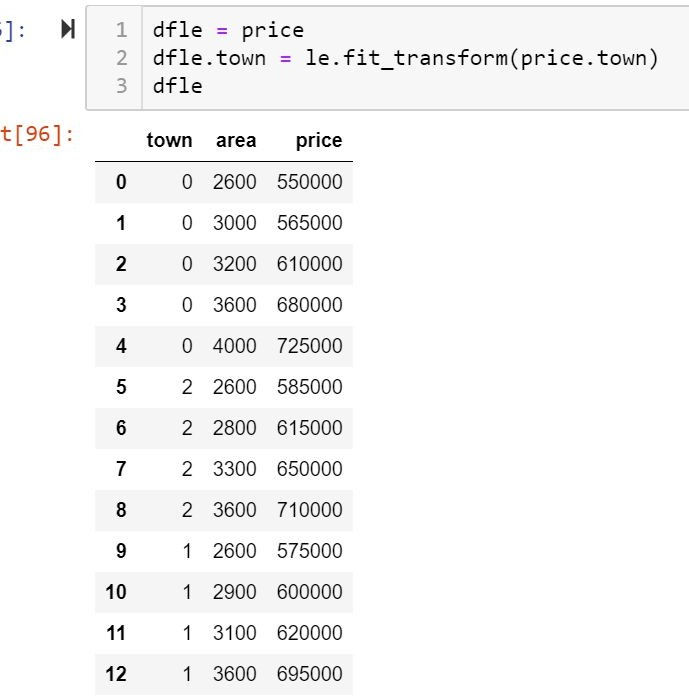 5]:
1 dfle = price
2 dfle.town = le.fit_transform(price.town)
3 dfle
t[96]:
town area price
0 0 2600 550000
1 0 3000 565000
2 0 3200 610000
3 0 3600 680000
4 0 4000 725000
5 2 2600 585000
6 2 2800 615000
7 2 3300 650000
8 2 3600 710000
9 1 2600 575000
10 1 2900 600000
11 1 3100 620000
12 1 3600 695000